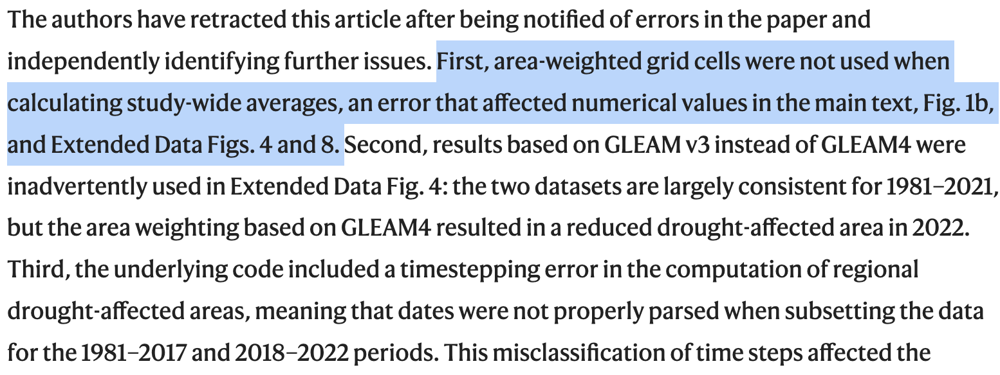 The authors have retracted this article after being notified of errors in the paper and
independently identifying further issues. First, area-weighted grid cells were not used when
calculating study-wide averages, an error that affected numerical values in the main text, Fig. 1b,
and Extended Data Figs. 4 and 8. Second, results based on GLEAM v3 instead of GLEAM4 were
inadvertently used in Extended Data Fig. 4: the two datasets are largely consistent for 1981–2021,
but the area weighting based on GLEAM4 resulted in a reduced drought-affected area in 2022.
Third, the underlying code included a timestepping error in the computation of regional
drought-affected areas, meaning that dates were not properly parsed when subsetting the data
for the 1981–2017 and 2018–2022 periods. This misclassification of time steps affected the